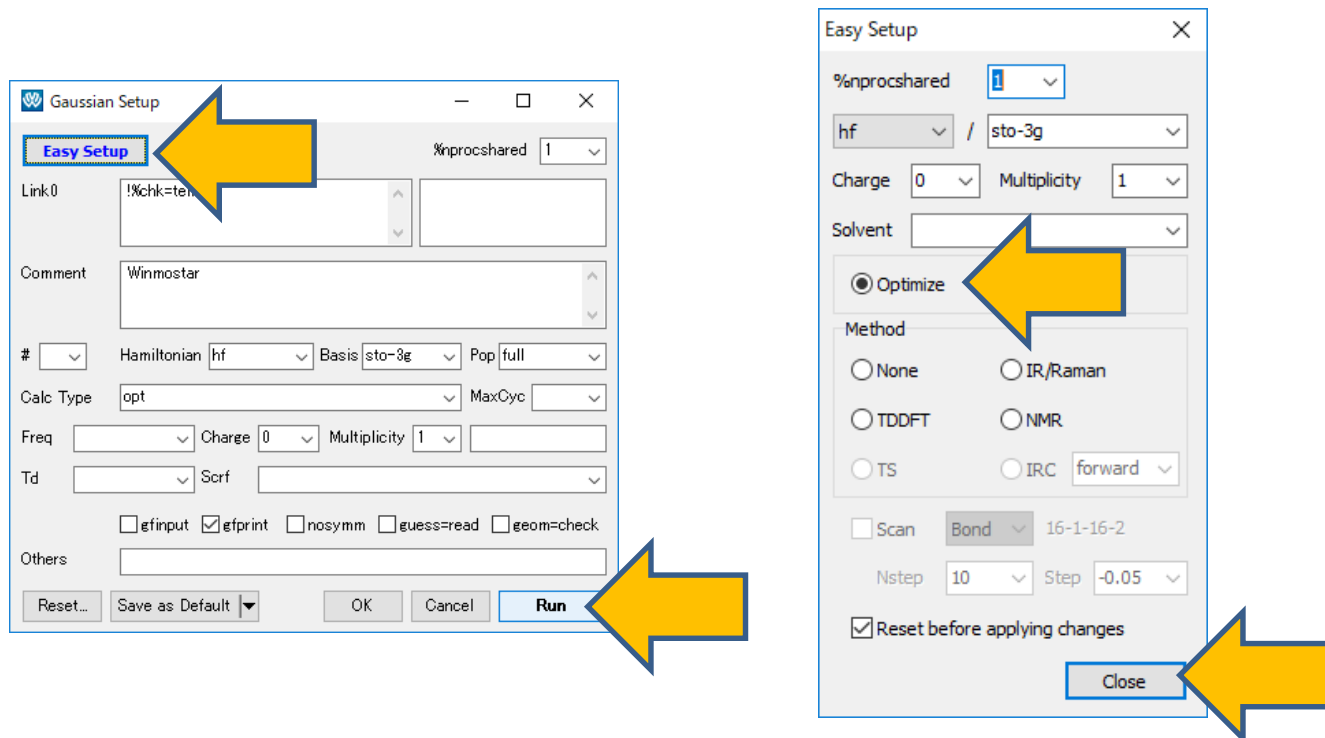 Gaussian Setup
Easy Setup
%nprocshared 1
Link0
!%chk=
Comment
Winmostar
# Hamiltonian hf Basis sto-3g Pop full
Calc Type opt MaxCyc
Freq Charge 0 Multiplicity 1
Td Scrf
gfinput gfprint nosymm guess=read geom=check
Others
Reset... Save as Default OK Cancel Run
Easy Setup
%nprocshared 1
hf / sto-3g
Charge 0 Multiplicity 1
Solvent
Optimize
Method
None IR/Raman
TDDFT NMR
TS IRC forward
Scan Bond 16-1-16-2
Nstep 10 Step -0.05
Reset before applying changes
Close